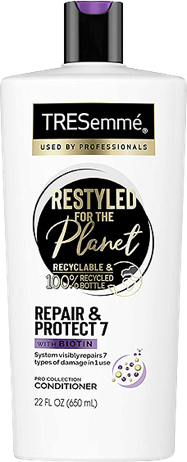 TRESemmé®
USED BY PROFESSIONALS
RESTYLED
FOR THE
Planet
RECYCLABLE &
100% RECYCLED
BOTTLE
REPAIR &
PROTECT 7
WITH BIOTIN
System visibly repairs 7
types of damage in 1 use
PRO COLLECTION
CONDITIONER
22 FL OZ (650 mL)